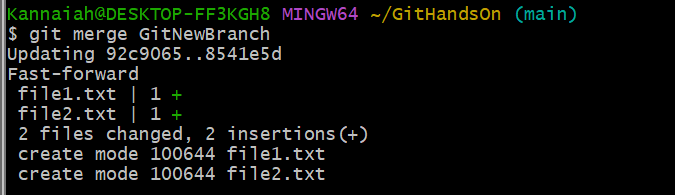 Kannaiah@DESKTOP-FF3KGH8 MINGW64 ~/GitHandsOn (main)
$ git merge GitNewBranch
Updating 92c9065..8541e5d
Fast-forward
 file1.txt | 1 +
 file2.txt | 1 +
 2 files changed, 2 insertions(+)
 create mode 100644 file1.txt
 create mode 100644 file2.txt